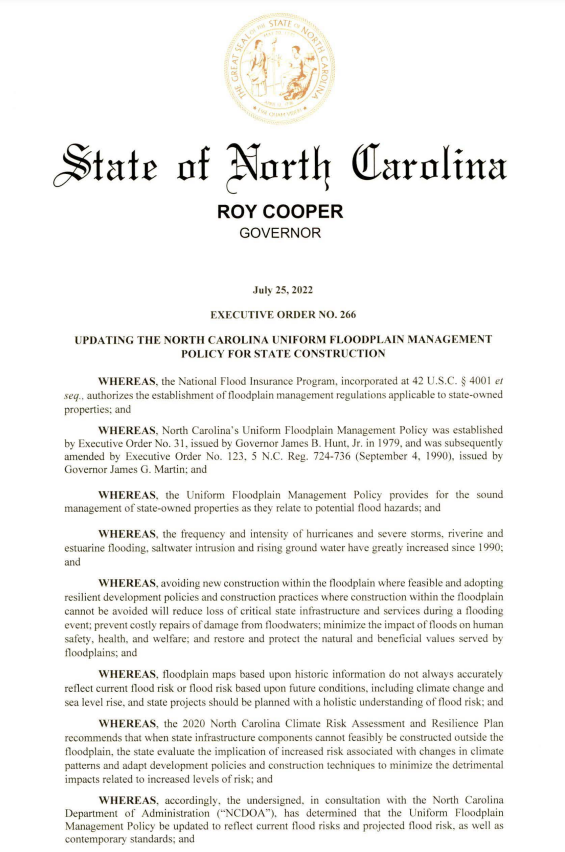 THE GREAT SEAL OF THE STATE OF NORTH CAROLINA
State of North Carolina
ROY COOPER
GOVERNOR
July 25, 2022
EXECUTIVE ORDER NO. 266
UPDATING THE NORTH CAROLINA UNIFORM FLOODPLAIN MANAGEMENT
POLICY FOR STATE CONSTRUCTION
WHEREAS, the National Flood Insurance Program, incorporated at 42 U.S.C. § 4001 et
seq., authorizes the establishment of floodplain management regulations applicable to state-owned
properties; and
WHEREAS, North Carolina's Uniform Floodplain Management Policy was established
by Executive Order No. 31, issued by Governor James B. Hunt, Jr. in 1979, and was subsequently
amended by Executive Order No. 123, 5 N.C. Reg. 724-736 (September 4, 1990), issued by
Governor James G. Martin; and
WHEREAS, the Uniform Floodplain Management Policy provides for the sound
management of state-owned properties as they relate to potential flood hazards; and
WHEREAS, the frequency and intensity of hurricanes and severe storms, riverine and
estuarine flooding, saltwater intrusion and rising ground water have greatly increased since 1990;
and
WHEREAS, avoiding new construction within the floodplain where feasible and adopting
resilient development policies and construction practices where construction within the floodplain
cannot be avoided will reduce loss of critical state infrastructure and services during a flooding
event; prevent costly repairs of damage from floodwaters; minimize the impact of floods on human
safety, health, and welfare; and restore and protect the natural and beneficial values served by
floodplains; and
WHEREAS, floodplain maps based upon historic information do not always accurately
reflect current flood risk or flood risk based upon future conditions, including climate change and
sea level rise, and state projects should be planned with a holistic understanding of flood risk; and
WHEREAS, the 2020 North Carolina Climate Risk Assessment and Resilience Plan
recommends that when state infrastructure components cannot feasibly be constructed outside the
floodplain, the state evaluate the implication of increased risk associated with changes in climate
patterns and adapt development policies and construction techniques to minimize the detrimental
impacts related to increased levels of risk; and
WHEREAS, accordingly, the undersigned, in consultation with the North Carolina
Department of Administration ("NCDOA"), has determined that the Uniform Floodplain
Management Policy be updated to reflect current flood risks and projected flood risk, as well as
contemporary standards; and